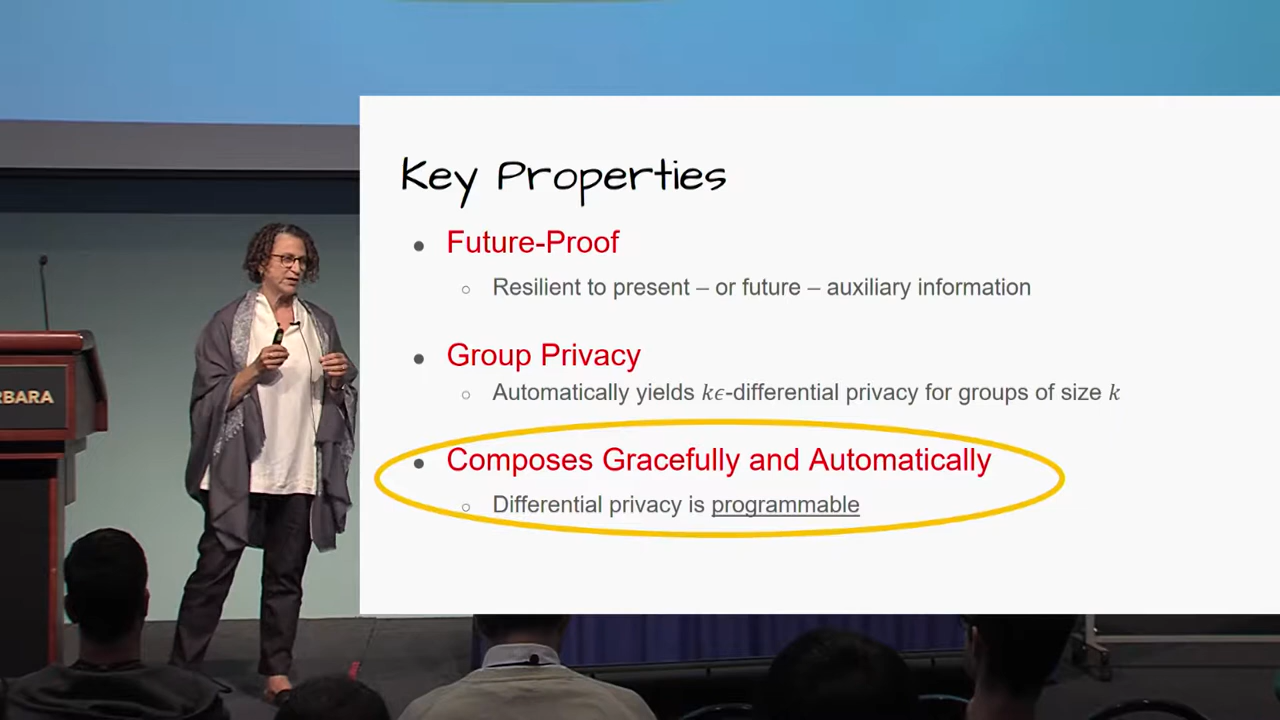 Key Properties
Future-Proof
Resilient to present – or future – auxiliary information
Group Privacy
Automatically yields kϵ-differential privacy for groups of size k
Composes Gracefully and Automatically
Differential privacy is programmable
RBARA